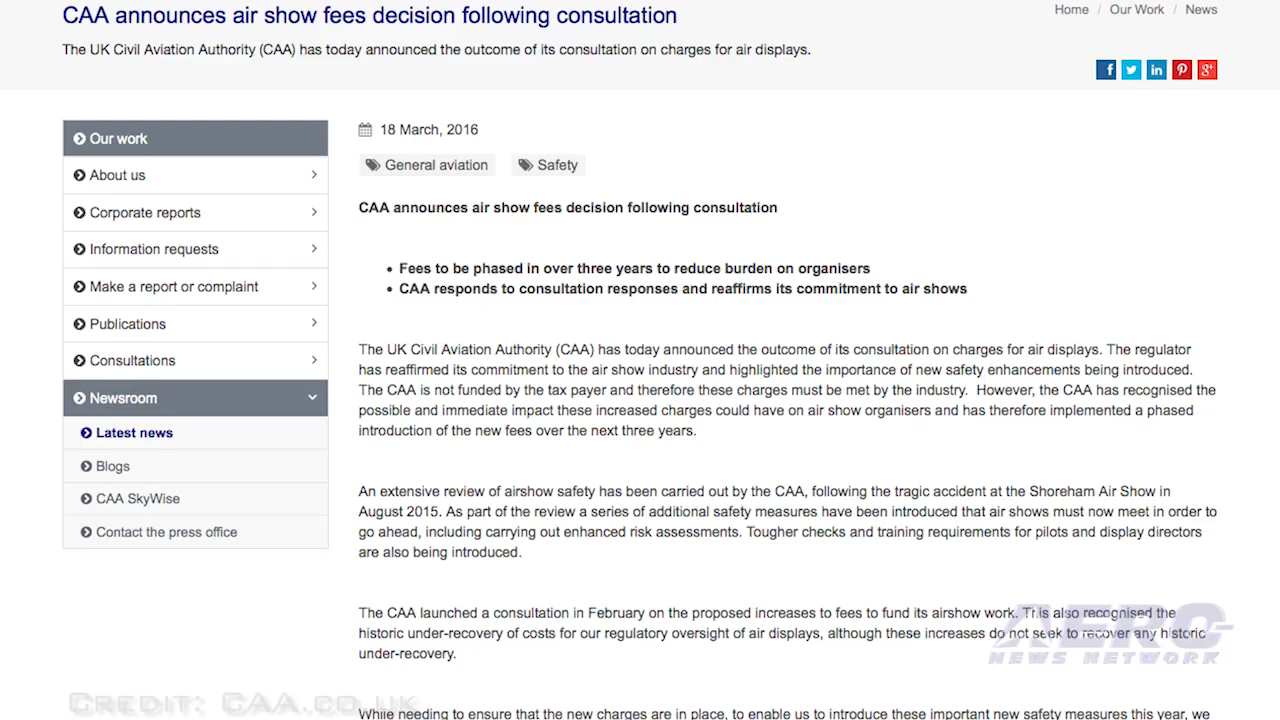 CAA announces air show fees decision following consultation
Home / Our Work / News
The UK Civil Aviation Authority (CAA) has today announced the outcome of its consultation on charges for air displays.
Our work
About us
Corporate reports
Information requests
Make a report or complaint
Publications
Consultations
Newsroom
Latest news
Blogs
CAA SkyWise
Contact the press office
18 March, 2016
General aviation Safety
CAA announces air show fees decision following consultation
• Fees to be phased in over three years to reduce burden on organisers
• CAA responds to consultation responses and reaffirms its commitment to air shows
The UK Civil Aviation Authority (CAA) has today announced the outcome of its consultation on charges for air displays. The regulator
has reaffirmed its commitment to the air show industry and highlighted the importance of new safety enhancements being introduced.
The CAA is not funded by the tax payer and therefore these charges must be met by the industry. However, the CAA has recognised the
possible and immediate impact these increased charges could have on air show organisers and has therefore implemented a phased
introduction of the new fees over the next three years.
An extensive review of airshow safety has been carried out by the CAA, following the tragic accident at the Shoreham Air Show in
August 2015. As part of the review a series of additional safety measures have been introduced that air shows must now meet in order to
go ahead, including carrying out enhanced risk assessments. Tougher checks and training requirements for pilots and display directors
are also being introduced.
The CAA launched a consultation in February on the proposed increases to fees to fund its airshow work. This also recognised the
historic under-recovery of costs for our regulatory oversight of air displays, although these increases do not seek to recover any historic
under-recovery.
While needing to ensure that the new charges are in place, to enable us to introduce these important new safety measures this year, we
AERO
NEWS NETWORK
Credit: CAA.co.uk